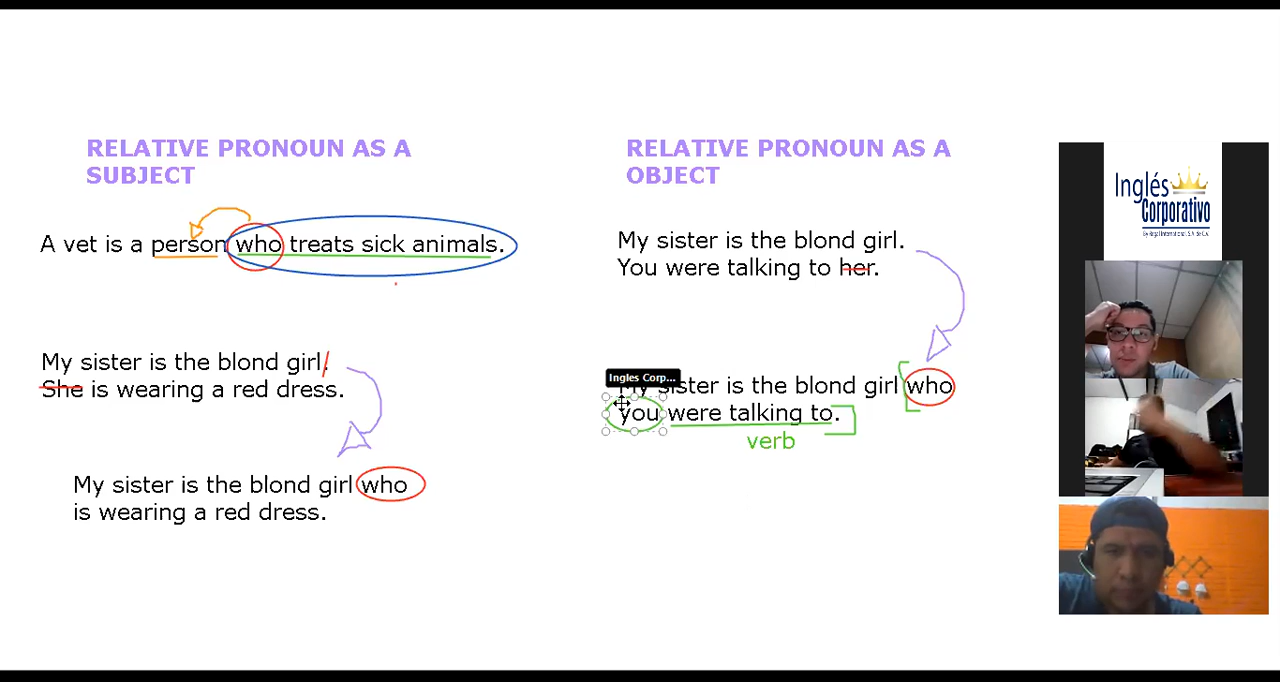 RELATIVE PRONOUN AS A
SUBJECT
A vet is a person who treats sick animals.
My sister is the blond girl.
She is wearing a red dress.
My sister is the blond girl who
is wearing a red dress.
RELATIVE PRONOUN AS A
OBJECT
My sister is the blond girl.
You were talking to her.
Ingles Corp...
My sister is the blond girl who
you were talking to.
verb
Inglés
Corporativo